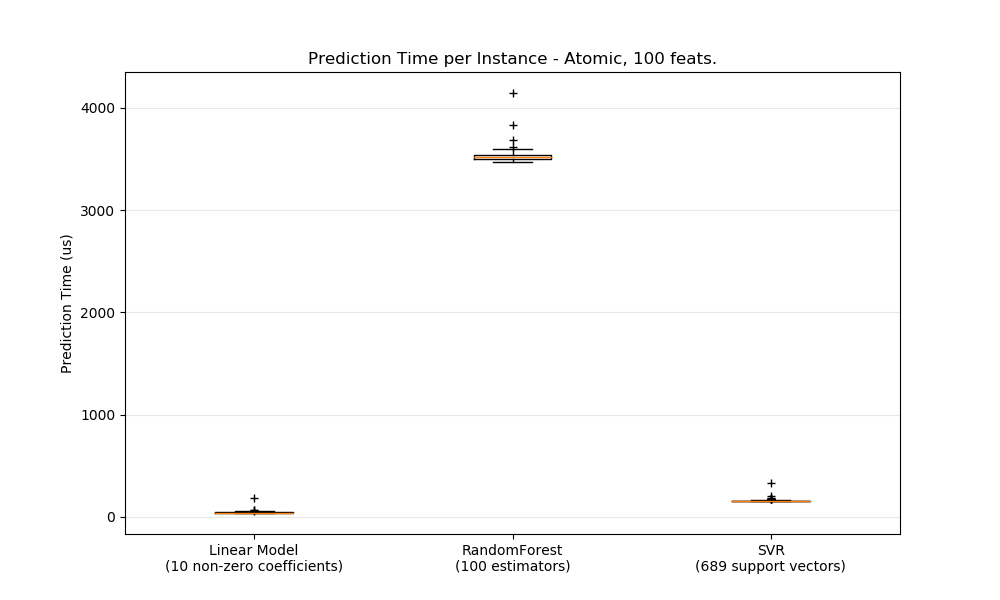 Prediction Time per Instance - Atomic, 100 feats.
Prediction Time (us)
4000
3000
2000
1000
0
Linear Model
(10 non-zero coefficients)
RandomForest
(100 estimators)
SVR
(689 support vectors)